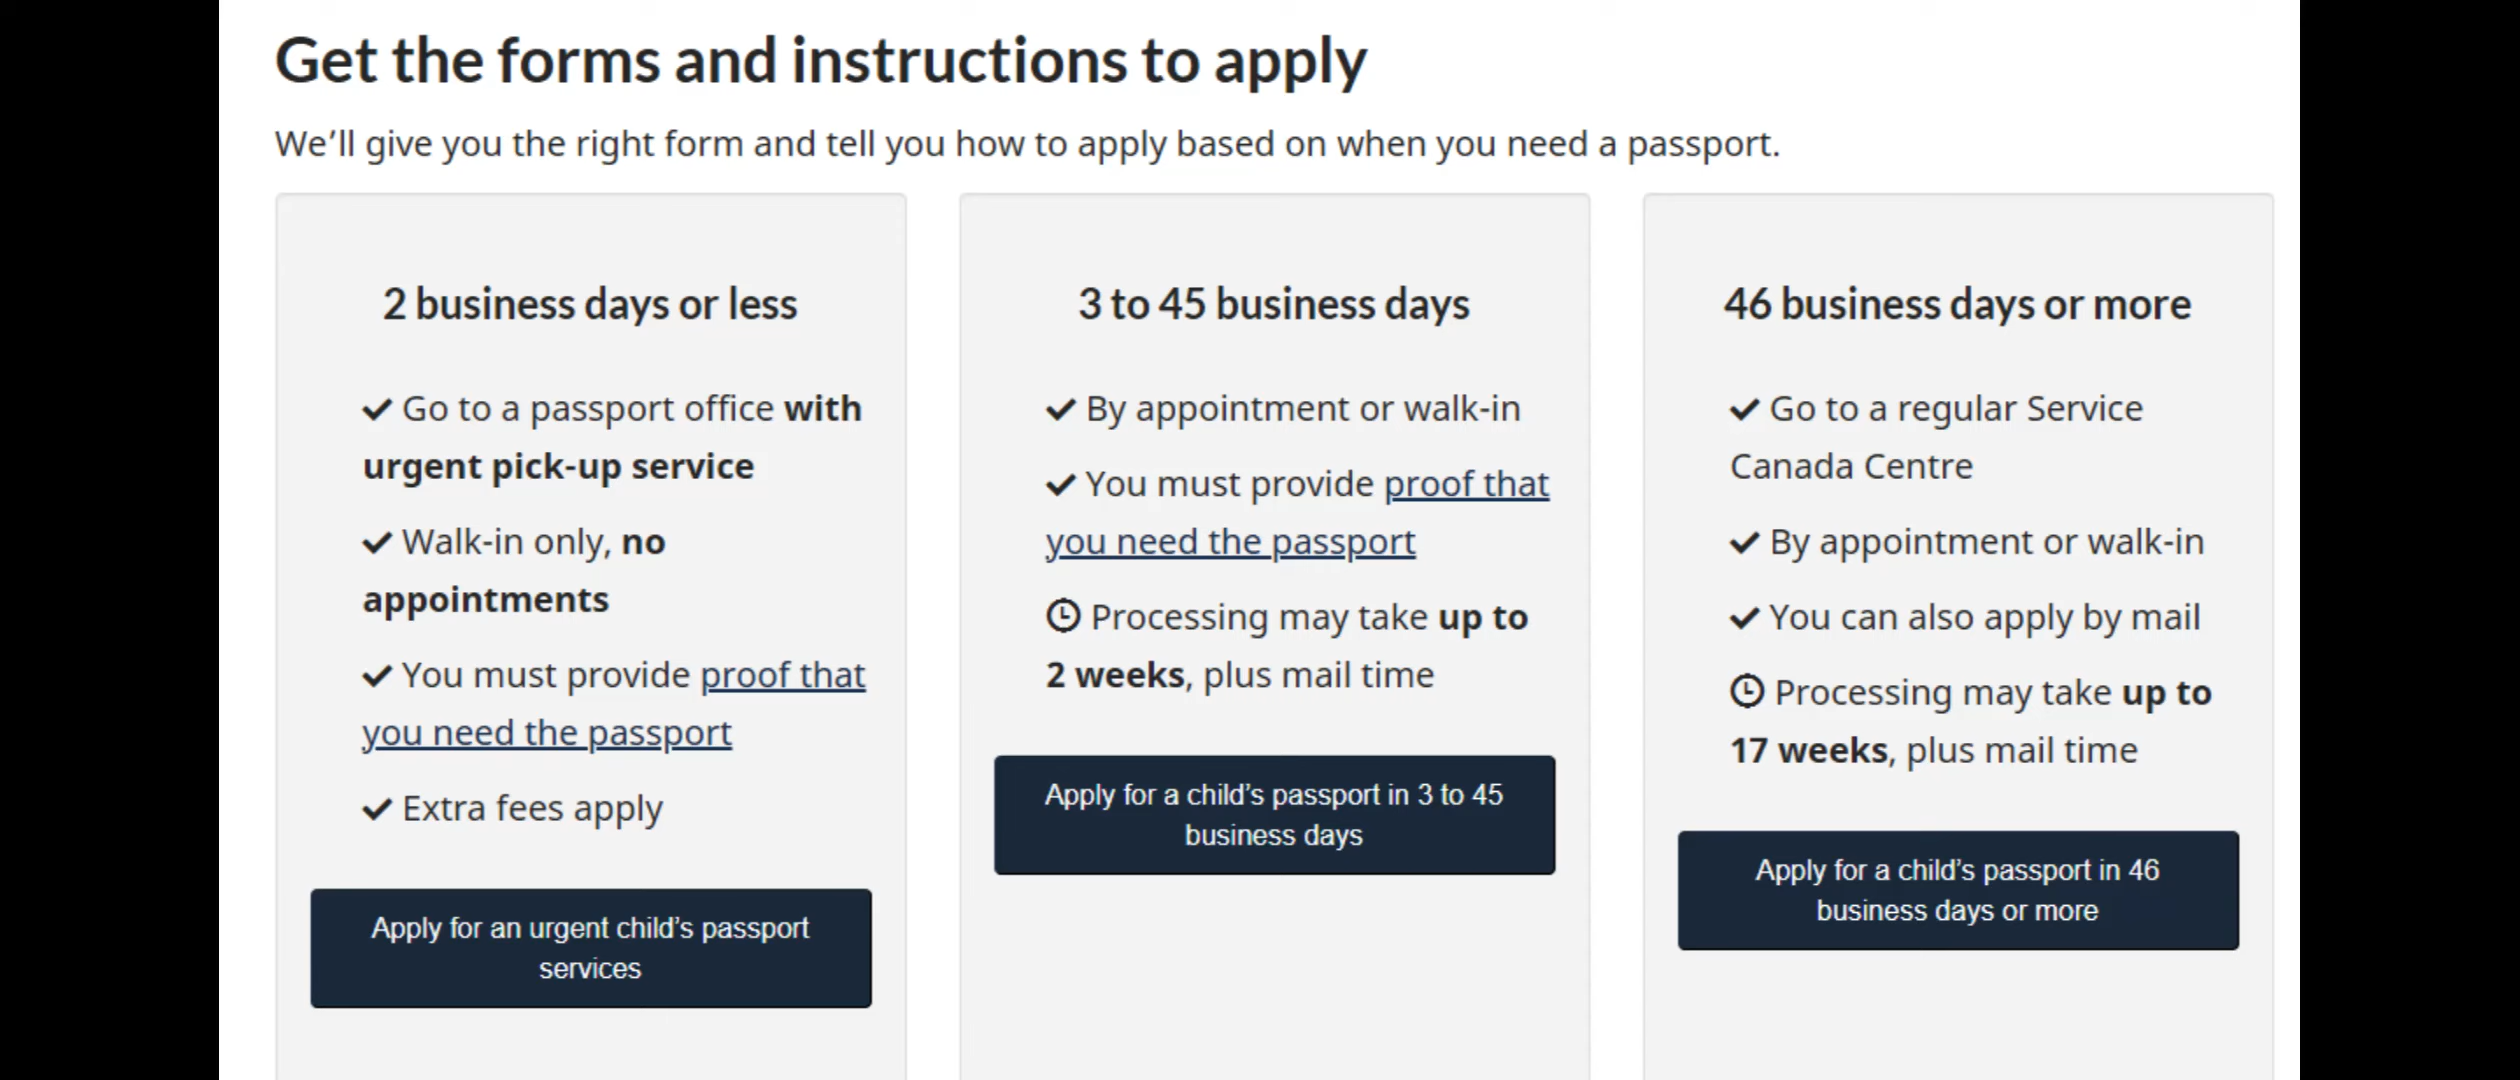 Get the forms and instructions to apply
We’ll give you the right form and tell you how to apply based on when you need a passport.
2 business days or less
Go to a passport office with
urgent pick-up service
Walk-in only, no
appointments
You must provide proof that
you need the passport
Extra fees apply
Apply for an urgent child’s passport
services
3 to 45 business days
By appointment or walk-in
You must provide proof that
you need the passport
Processing may take up to
2 weeks, plus mail time
Apply for a child’s passport in 3 to 45
business days
46 business days or more
Go to a regular Service
Canada Centre
By appointment or walk-in
You can also apply by mail
Processing may take up to
17 weeks, plus mail time
Apply for a child’s passport in 46
business days or more